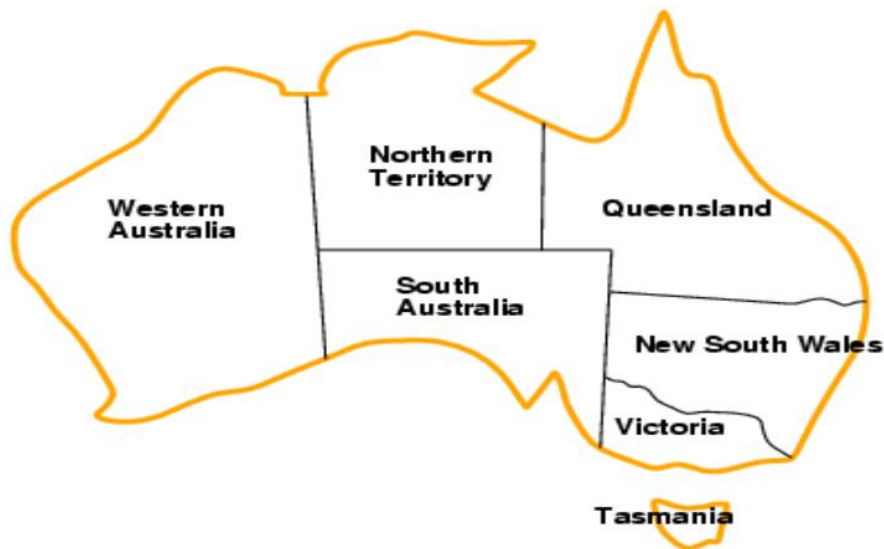 Northern
Territory
Western
Australia
Queensland
South
Australia
New South Wales
Victoria
Tasmania